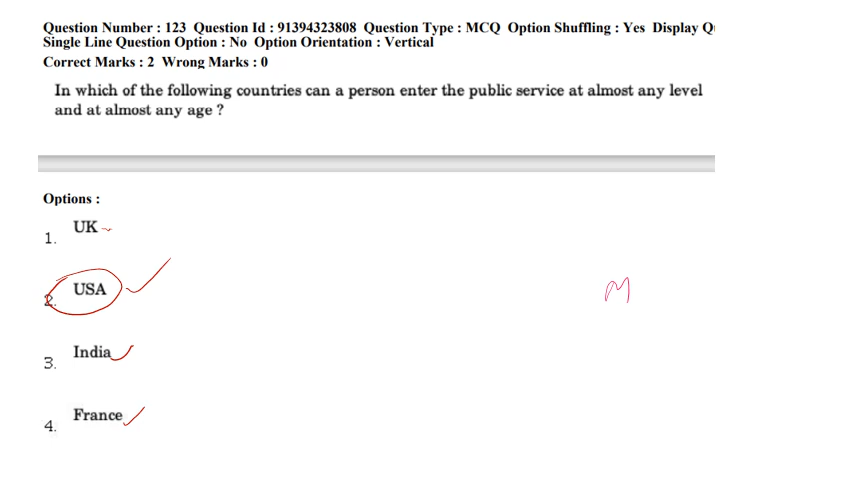 Question Number : 123 Question Id : 91394323808 Question Type : MCQ Option Shuffling : Yes Display Q
Single Line Question Option : No Option Orientation : Vertical
Correct Marks : 2 Wrong Marks : 0
In which of the following countries can a person enter the public service at almost any level
and at almost any age ?
Options :
1. UK
2. USA
3. India
4. France
M